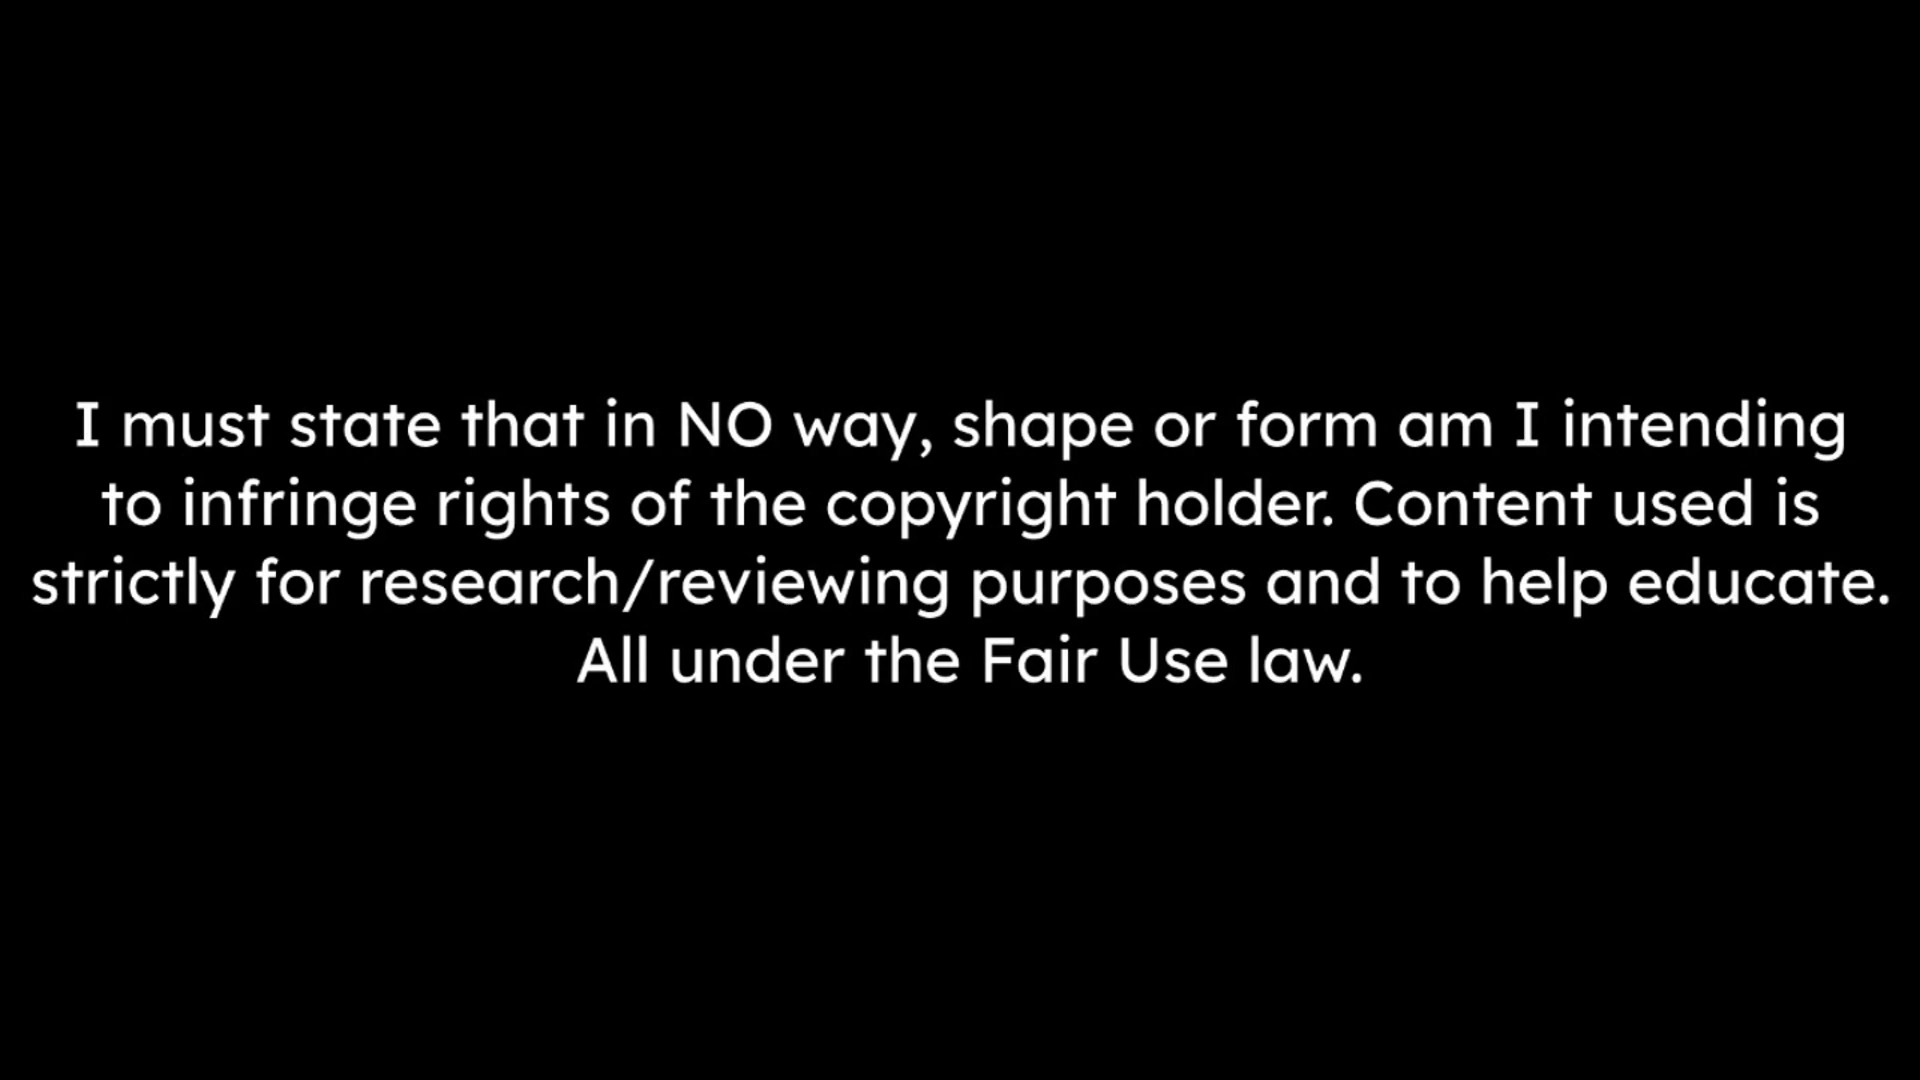 I must state that in NO way, shape or form am I intending
to infringe rights of the copyright holder. Content used is
strictly for research/reviewing purposes and to help educate.
All under the Fair Use law.